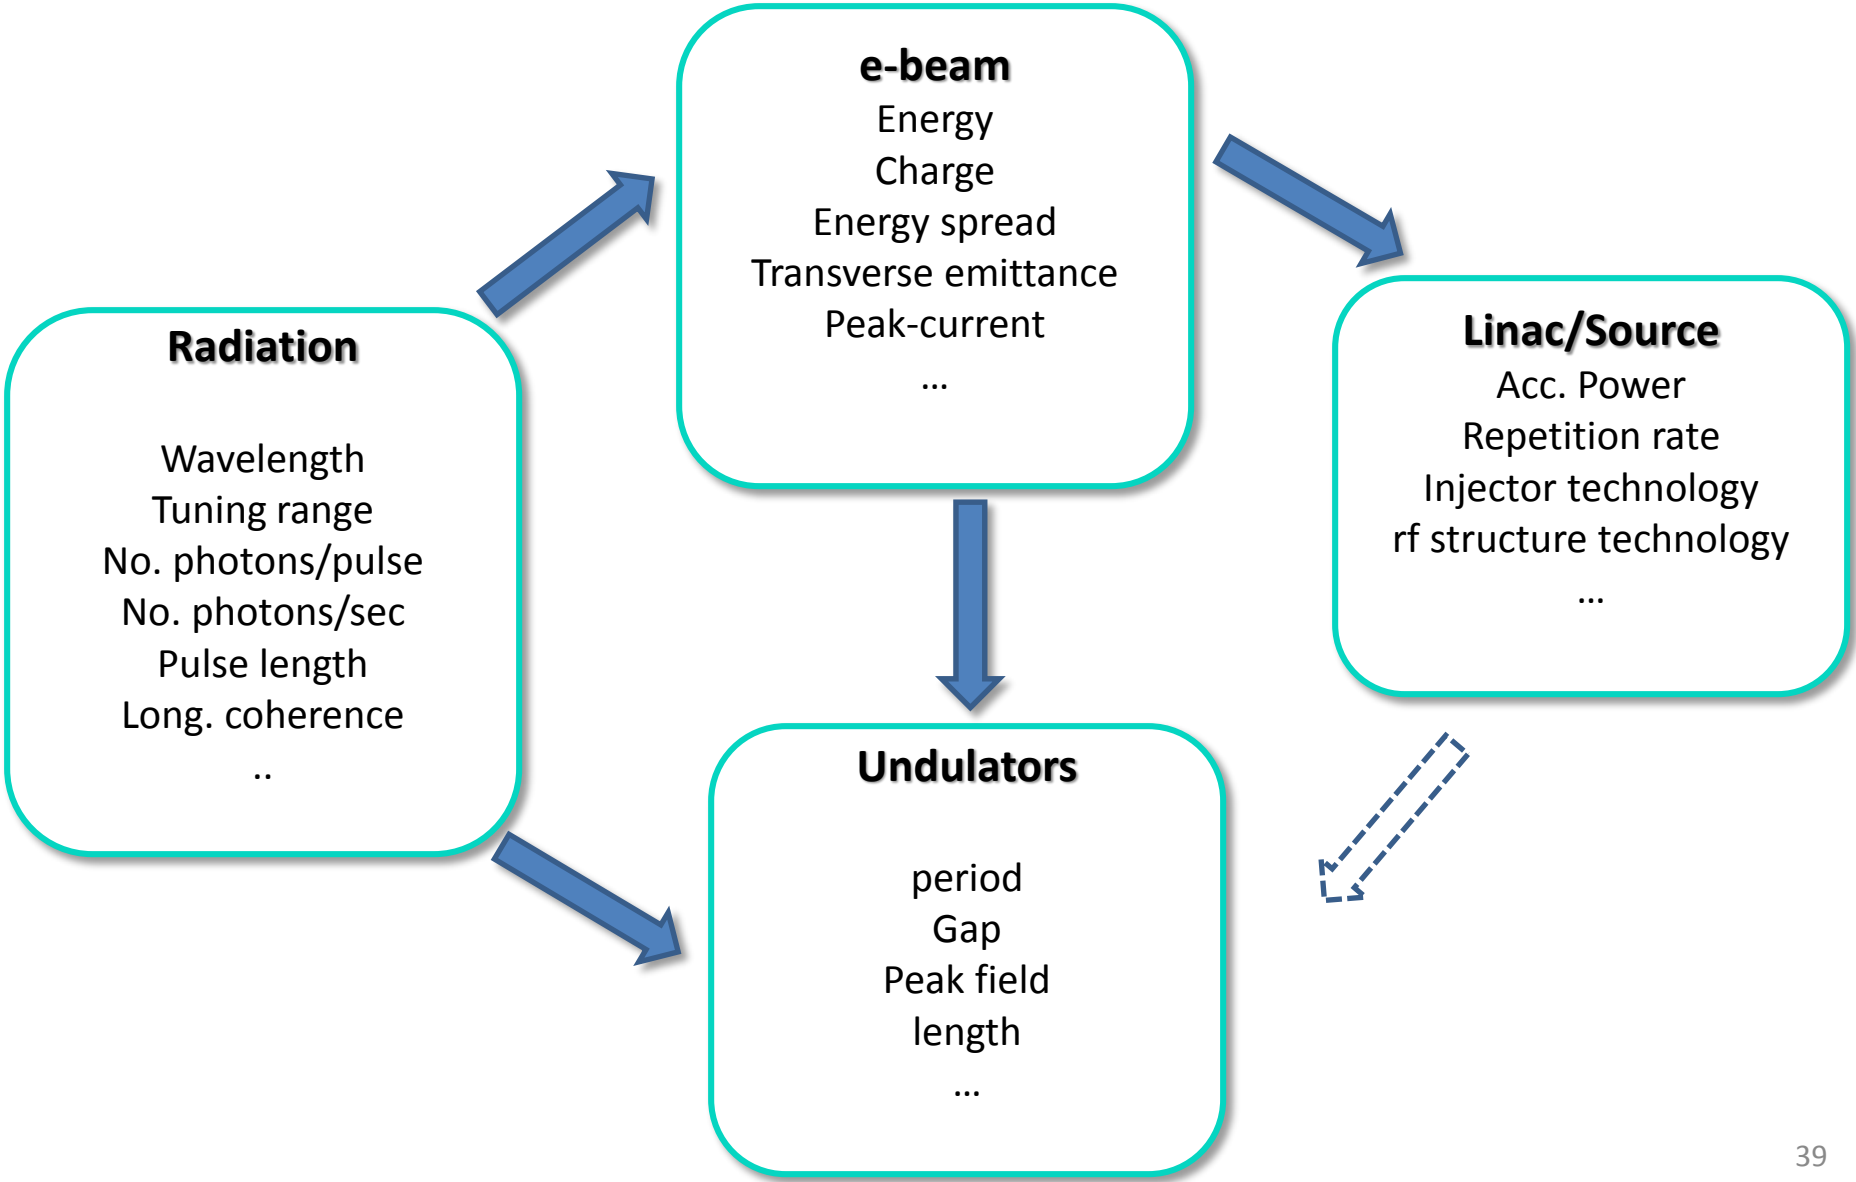 e-beam
Energy
Charge
Energy spread
Transverse emittance
Peak-current
...
Radiation
Wavelength
Tuning range
No. photons/pulse
No. photons/sec
Pulse length
Long. coherence
..
Linac/Source
Acc. Power
Repetition rate
Injector technology
rf structure technology
...
Undulators
period
Gap
Peak field
length
...
39